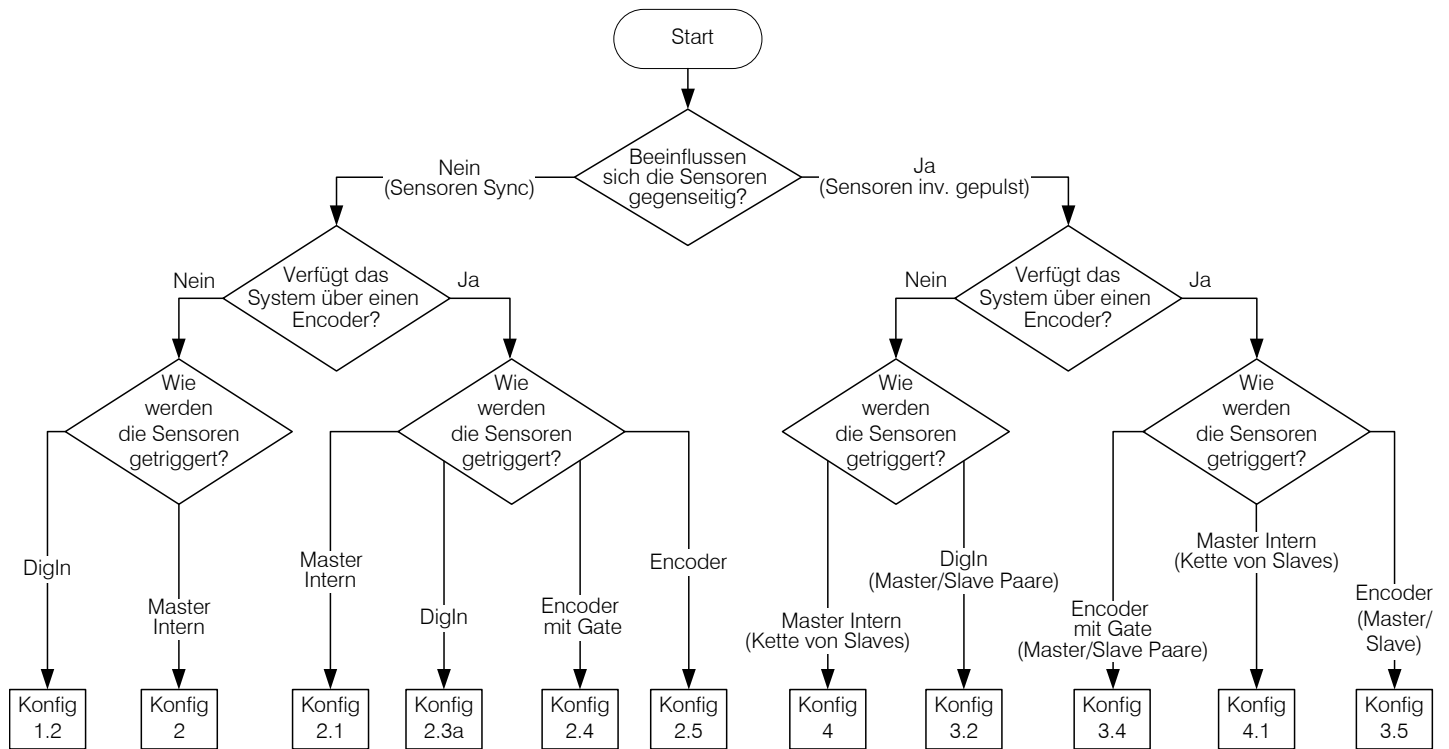 Start
Beeinflussen
sich die Sensoren
gegenseitig?
Nein
(Sensoren Sync)
Ja
(Sensoren inv. gepulst)
Verfügt das
System über einen
Encoder?
Nein
Ja
Verfügt das
System über einen
Encoder?
Nein
Ja
Wie
werden
die Sensoren
getriggert?
Wie
werden
die Sensoren
getriggert?
Wie
werden
die Sensoren
getriggert?
Wie
werden
die Sensoren
getriggert?
DigIn
Master
Intern
Master
Intern
DigIn
Encoder
mit Gate
Encoder
Master Intern
(Kette von Slaves)
DigIn
(Master/Slave Paare)
Encoder
mit Gate
(Master/Slave Paare)
Master Intern
(Kette von Slaves)
Encoder
(Master/
Slave)
Konfig
1.2
Konfig
2
Konfig
2.1
Konfig
2.3a
Konfig
2.4
Konfig
2.5
Konfig
4
Konfig
3.2
Konfig
3.4
Konfig
4.1
Konfig
3.5